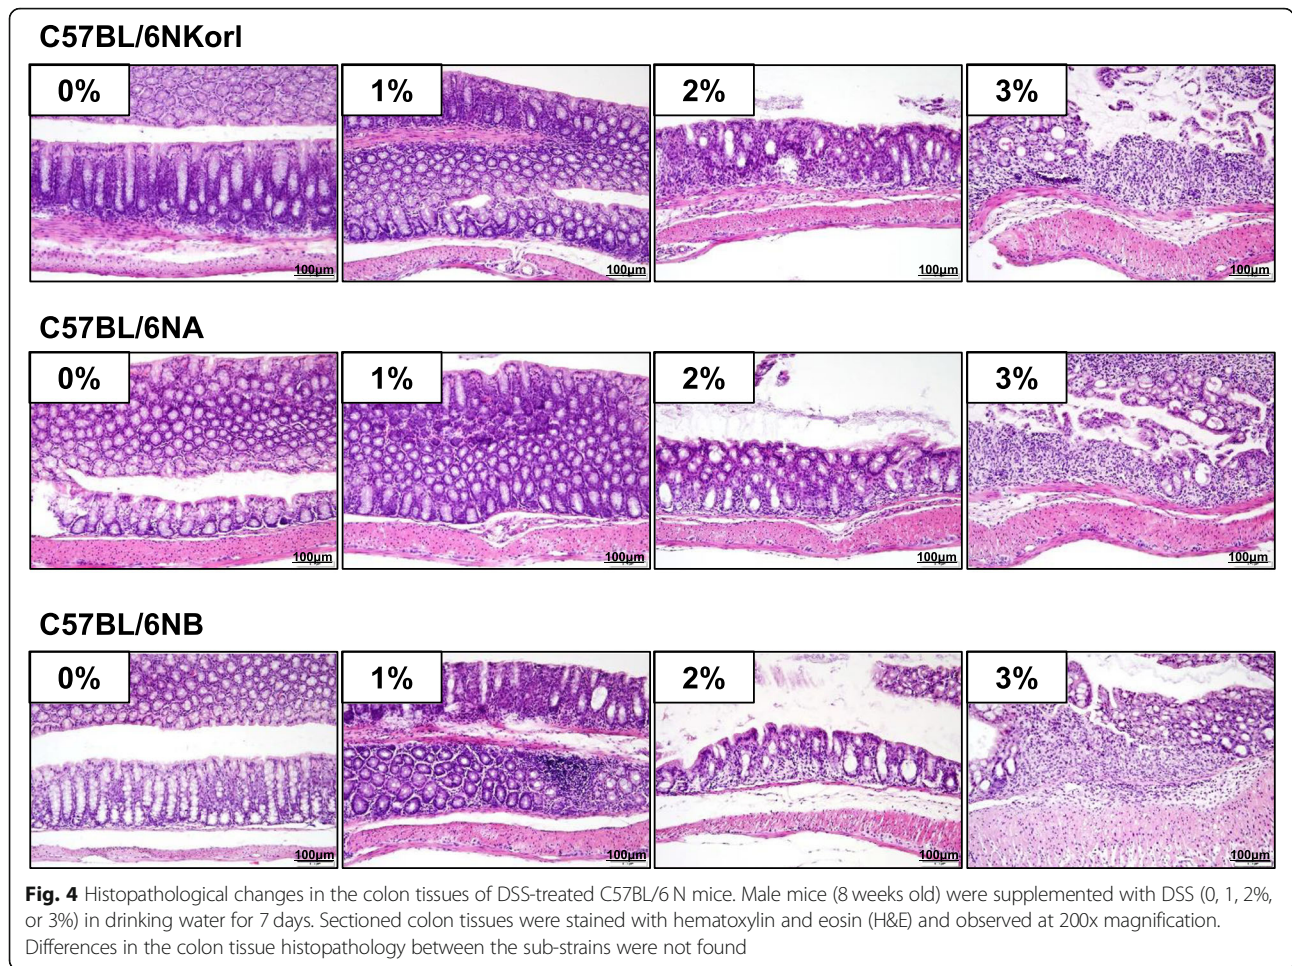 C57BL/6NKorl
0% 1% 2% 3%
100µm 100µm 100µm 100µm
C57BL/6NA
0% 1% 2% 3%
100µm 100µm 100µm 100µm
C57BL/6NB
0% 1% 2% 3%
100µm 100µm 100µm 100µm
Fig. 4 Histopathological changes in the colon tissues of DSS-treated C57BL/6 N mice. Male mice (8 weeks old) were supplemented with DSS (0, 1, 2%,
or 3%) in drinking water for 7 days. Sectioned colon tissues were stained with hematoxylin and eosin (H&E) and observed at 200x magnification.
Differences in the colon tissue histopathology between the sub-strains were not found